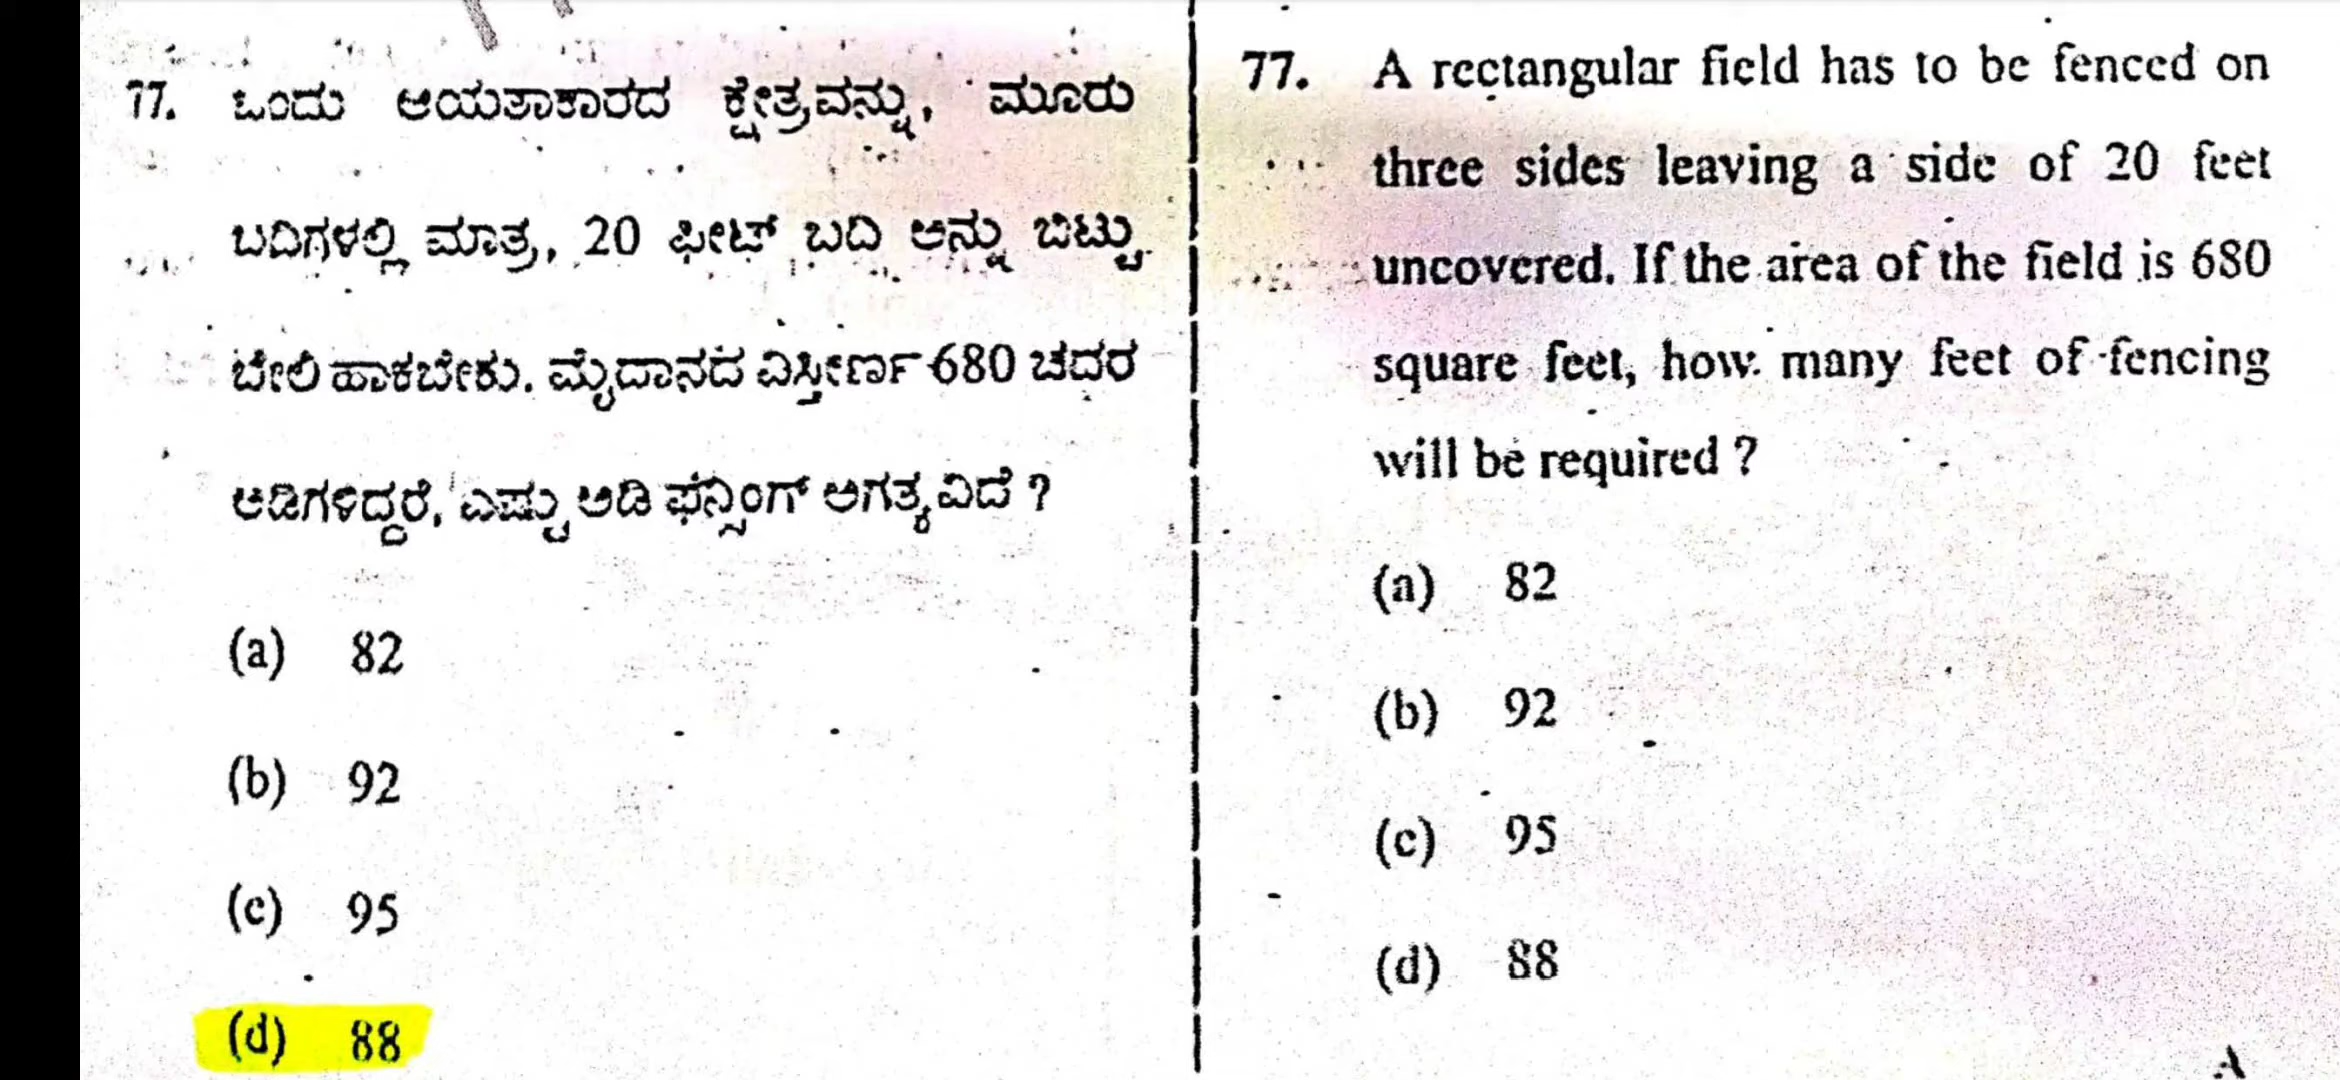 77. ಒಂದು ಆಯತಾಕಾರದ ಕ್ಷೇತ್ರವನ್ನು, ಮೂರು
ಬದಿಗಳಲ್ಲಿ ಮಾತ್ರ, 20 ಫೀಟ್ ಬದಿ ಅನ್ನು ಬಿಟ್ಟು
ಬೇಲಿ ಹಾಕಬೇಕು. ಮೈದಾನದ ವಿಸ್ತೀರ್ಣ 680 ಚದರ
ಅಡಿಗಳಿದ್ದರೆ, ಎಷ್ಟು ಅಡಿ ಫೆನ್ಸಿಂಗ್ ಅಗತ್ಯವಿದೆ ?
(a) 82
(b) 92
(c) 95
(d) 88
77. A rectangular field has to be fenced on
three sides leaving a side of 20 feet
uncovered. If the area of the field is 680
square feet, how many feet of fencing
will be required ?
(a) 82
(b) 92
(c) 95
(d) 88
A